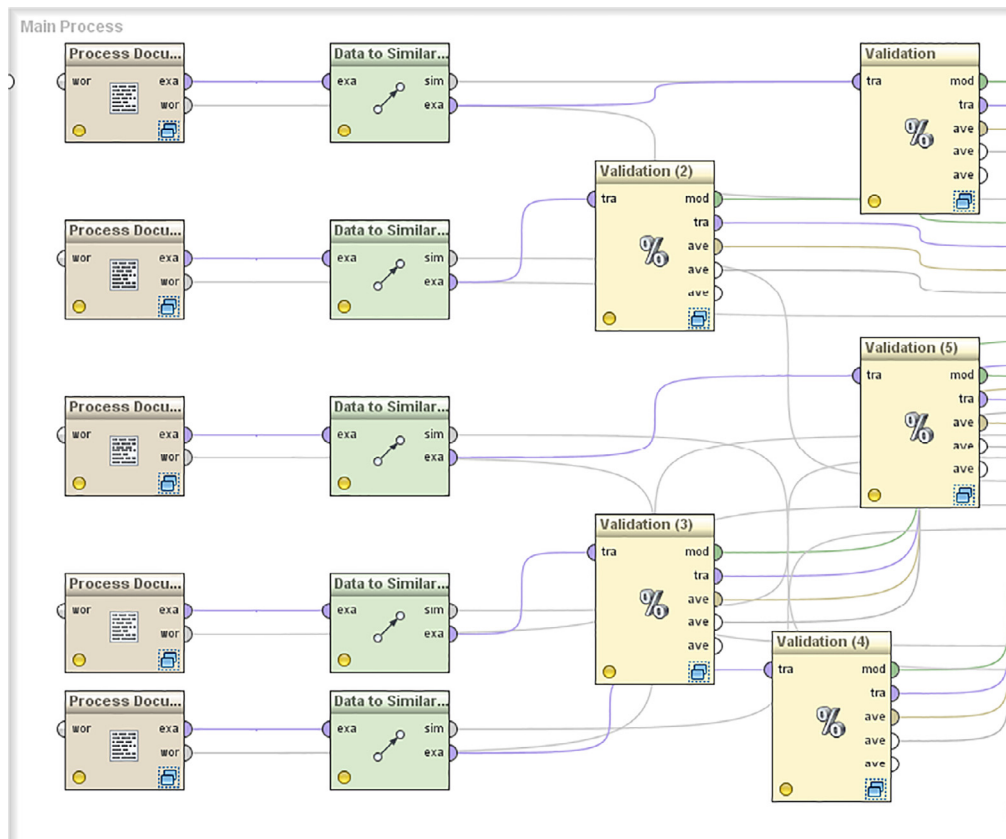 Main Process
Process Docu... Data to Similar... Validation
wor exa exa sim tra mod
wor exa tra
ave
ave
ave
Validation (2)
tra mod
tra
ave
ave
ave
Process Docu... Data to Similar...
wor exa exa sim
wor exa
Validation (5)
tra mod
tra
ave
ave
ave
Process Docu... Data to Similar...
wor exa exa sim
wor exa
Validation (3)
tra mod
tra
ave
ave
ave
Process Docu... Data to Similar...
wor exa exa sim
wor exa
Validation (4)
tra mod
tra
ave
ave
ave
Process Docu... Data to Similar...
wor exa exa sim
wor exa